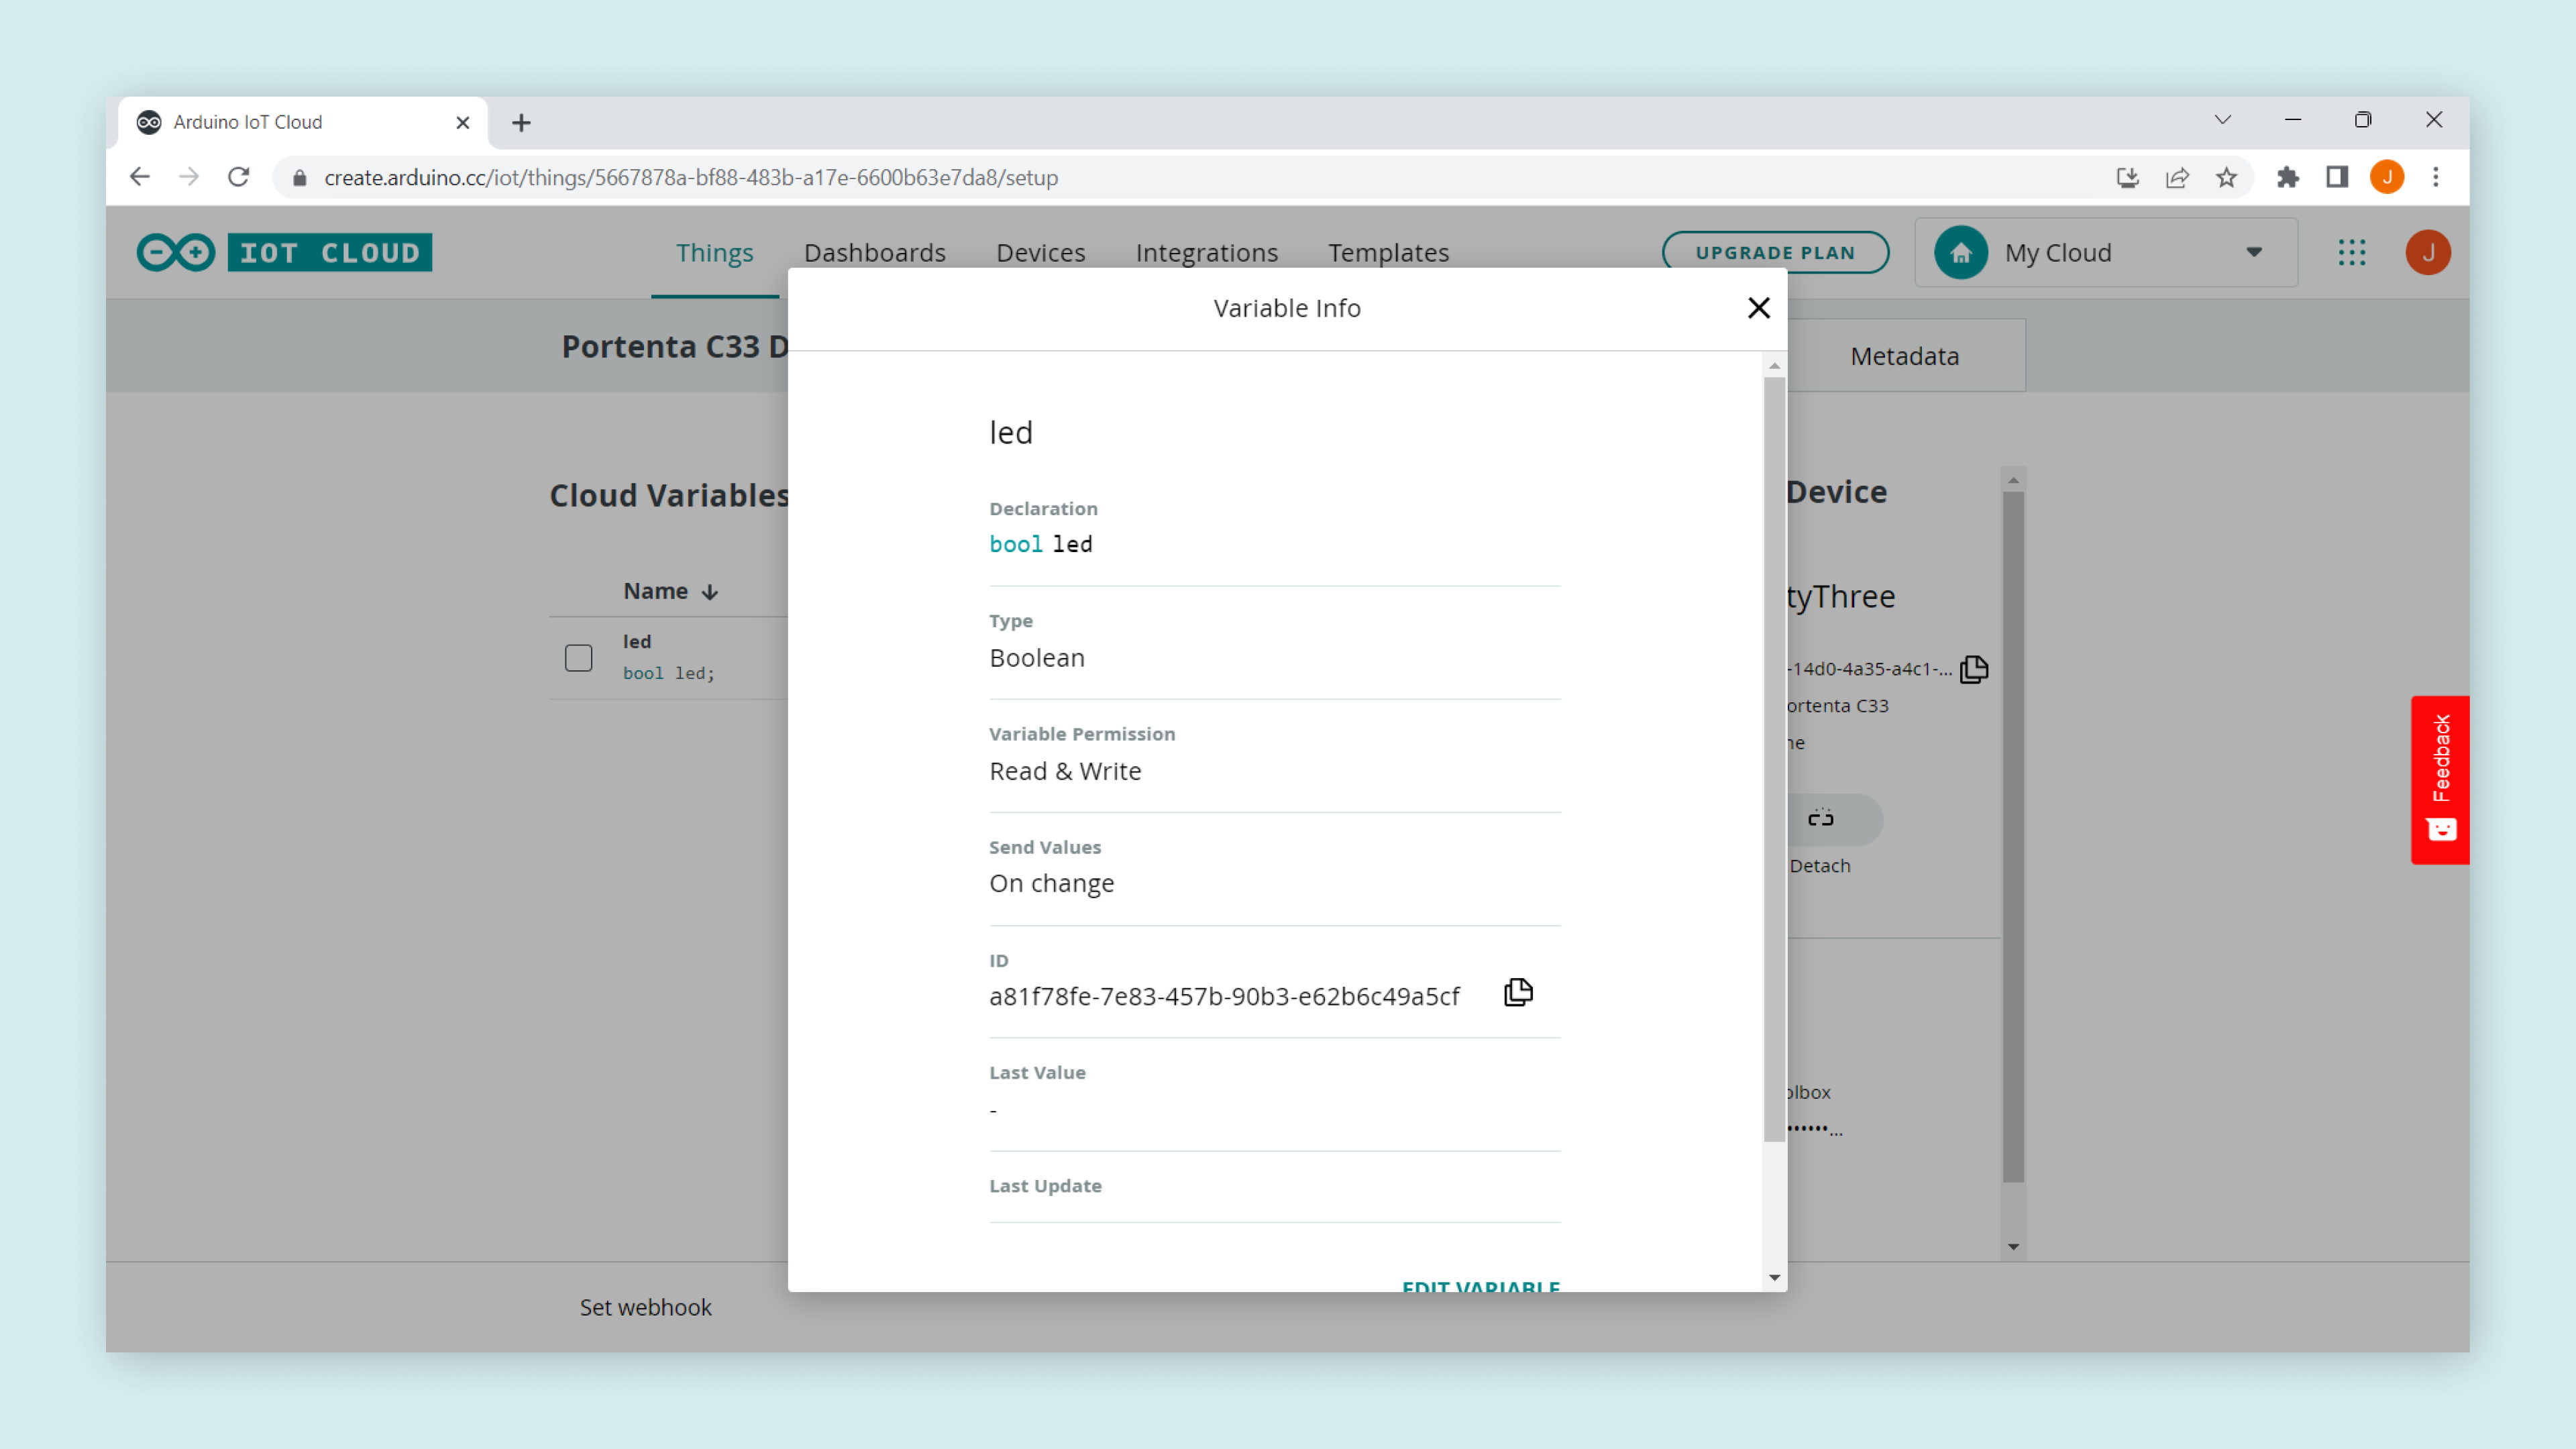 Arduino IoT Cloud
create.arduino.cc/iot/things/5667878a-bf88-483b-a17e-6600b63e7da8/setup
J
IOT CLOUD
Things Dashboards Devices Integrations Templates
UPGRADE PLAN
My Cloud
J
Portenta C33 D
Variable Info
Metadata
led
Cloud Variables
Device
Declaration
bool led
Name
tyThree
Type
led
Boolean
bool led;
-14d0-4a35-a4c1-...
ortenta C33
Variable Permission
Read & Write
Feedback
Send Values
On change
Detach
ID
a81f78fe-7e83-457b-90b3-e62b6c49a5cf
Last Value
-
olbox
••••••...
Last Update
EDIT VARIABLE
Set webhook